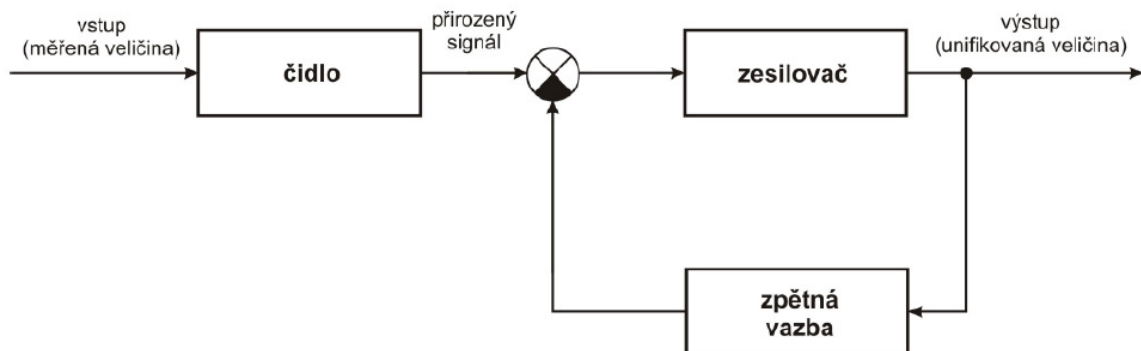 vstup
(měřená veličina)
čidlo
přirozený
signál
zesilovač
výstup
(unifikovaná veličina)
zpětná
vazba